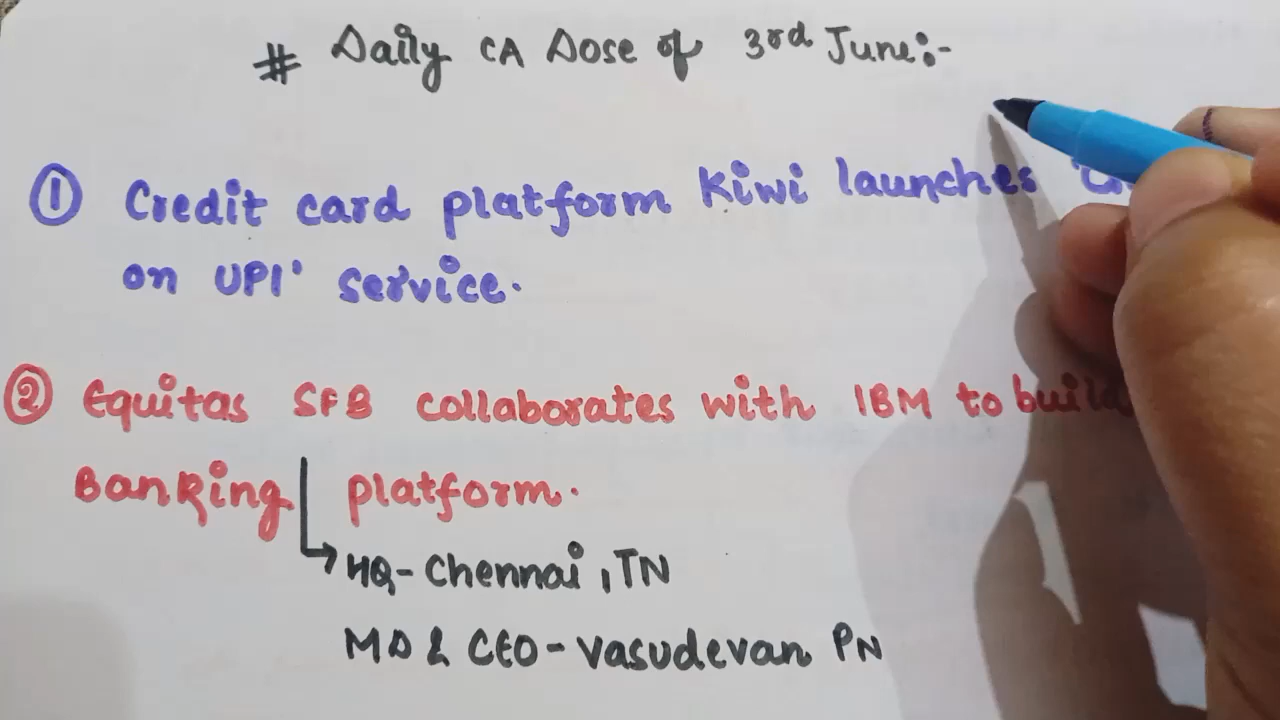 # Daily CA Dose of 3rd June:-
① Credit card platform Kiwi launches
on UPI' service.
② Equitas SFB collaborates with IBM to build
Banking platform.
HQ- Chennai, TN
MD & CEO - Vasudevan PN